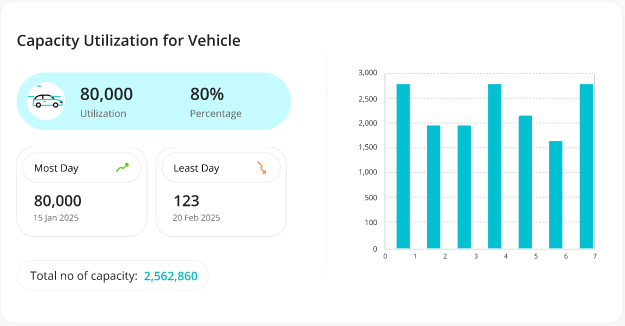 Capacity Utilization for Vehicle
80,000
80%
Utilization
Percentage
Most Day
Least Day
80,000
123
15 Jan 2025
20 Feb 2025
Total no of capacity: 2,562,860
3,000
2,500
2,000
1,500
1,000
500
100
0
0 1 2 3 4 5 6 7